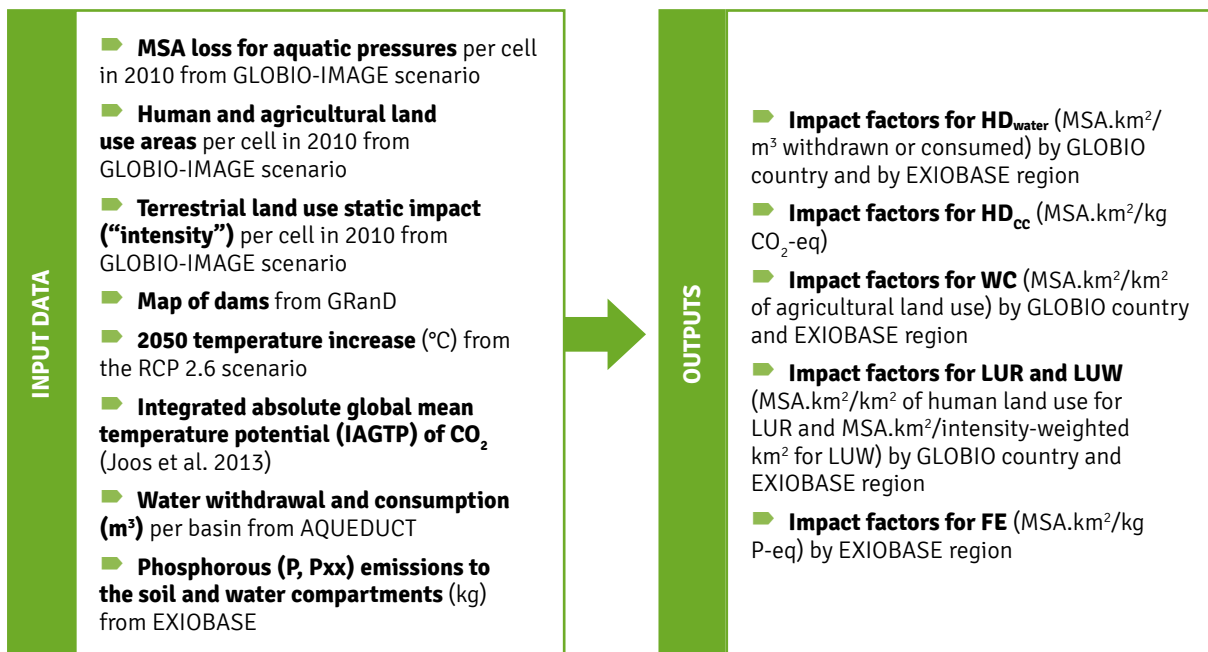 INPUT DATA
MSA loss for aquatic pressures per cell
in 2010 from GLOBIO-IMAGE scenario
Human and agricultural land
use areas per cell in 2010 from
GLOBIO-IMAGE scenario
Terrestrial land use static impact
(“intensity”) per cell in 2010 from
GLOBIO-IMAGE scenario
Map of dams from GRanD
2050 temperature increase (°C) from
the RCP 2.6 scenario
Integrated absolute global mean
temperature potential (IAGTP) of CO₂
(Joos et al. 2013)
Water withdrawal and consumption
(m³) per basin from AQUEDUCT
Phosphorous (P, Pxx) emissions to
the soil and water compartments (kg)
from EXIOBASE
OUTPUTS
Impact factors for HDwater (MSA.km²/
m³ withdrawn or consumed) by GLOBIO
country and by EXIOBASE region
Impact factors for HDcc (MSA.km²/kg
CO₂-eq)
Impact factors for WC (MSA.km²/km²
of agricultural land use) by GLOBIO country
and EXIOBASE region
Impact factors for LUR and LUW
(MSA.km²/km² of human land use for
LUR and MSA.km²/intensity-weighted
km² for LUW) by GLOBIO country and
EXIOBASE region
Impact factors for FE (MSA.km²/kg
P-eq) by EXIOBASE region